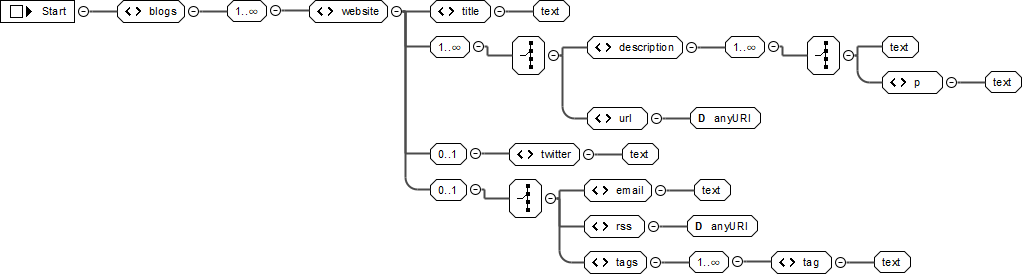 Start blogs 1..∞ website title text
1..∞ description 1..∞ text
p text
url D anyURI
0..1 twitter text
0..1 email text
rss D anyURI
tags 1..∞ tag text